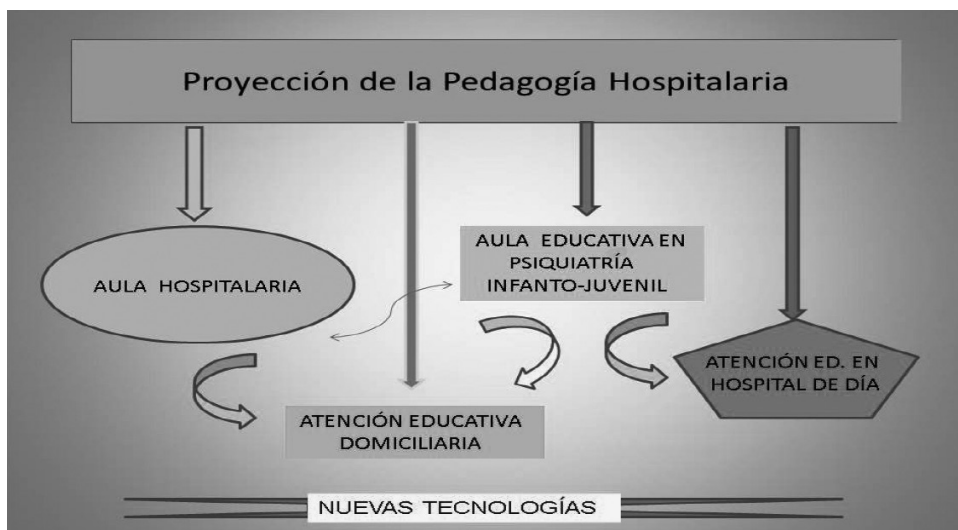 Proyección de la Pedagogía Hospitalaria
AULA HOSPITALARIA
AULA EDUCATIVA EN
PSIQUIATRÍA
INFANTO-JUVENIL
ATENCIÓN ED. EN
HOSPITAL DE DÍA
ATENCIÓN EDUCATIVA
DOMICILIARIA
NUEVAS TECNOLOGÍAS